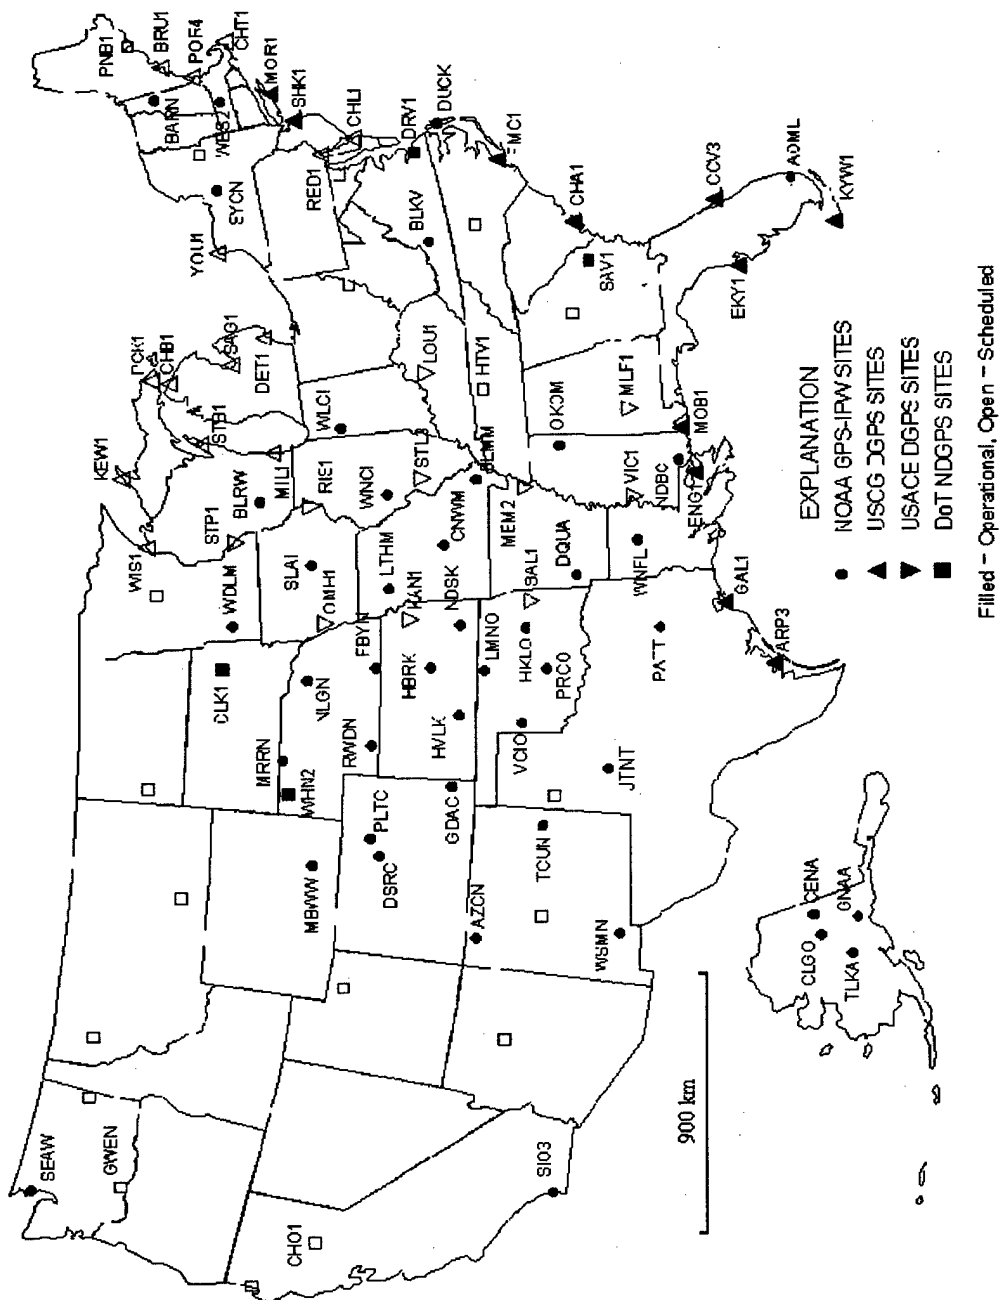 SEAW
GWEN
CHO1
SIO3
MBWW
PLTC
DSRC
AZCN
GDAC
TCUN
WSMN
CLK1
MRRN
WHN2
NLGN
RWDN
FBYN
HBRK
HVLK
NDSK
LMNO
VCIO
HKLO
PRCO
JTNT
PATT
WIS1
WDLM
STP1
SLAI
OMH1
LTHM
KAN1
CNWM
BLMM
MEM2
SAL1
DQUA
WNFL
VIC1
NDBC
ENG1
GAL1
ARP3
KEW1
PCK1
CHB1
STB1
SAG1
DET1
MIL1
BLRW
RIS1
WNCI
WLCI
STL3
LOU1
HTV1
OKOM
MLF1
MOB1
YOU1
SYCN
PNB1
BRU1
POR4
CHT1
BARN
MOR1
SHK1
CHL1
RED1
DRV1
DUCK
BLKV
CHA1
SAV1
CCV3
AOML
KYW1
EKY1
900 km
CENA
CLGO
GNAA
TLKA
EXPLANATION
NOAA GPS-IPW SITES
USCG DGPS SITES
USACE DGPS SITES
DoT NDGPS SITES
Filled - Operational, Open - Scheduled